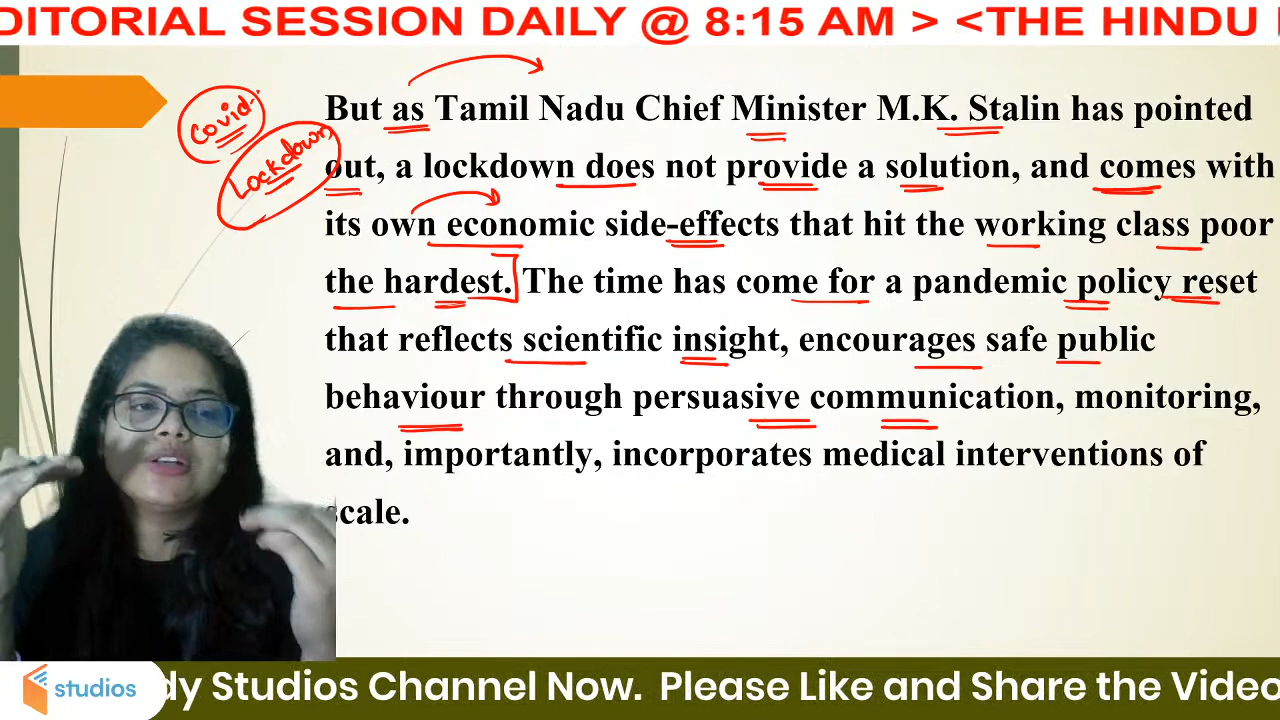 DITORIAL SESSION DAILY @ 8:15 AM > <THE HINDU
Covid
Lockdown
But as Tamil Nadu Chief Minister M.K. Stalin has pointed
out, a lockdown does not provide a solution, and comes with
its own economic side-effects that hit the working class poor
the hardest. The time has come for a pandemic policy reset
that reflects scientific insight, encourages safe public
behaviour through persuasive communication, monitoring,
and, importantly, incorporates medical interventions of
scale.
studios
dy Studios Channel Now. Please Like and Share the Video